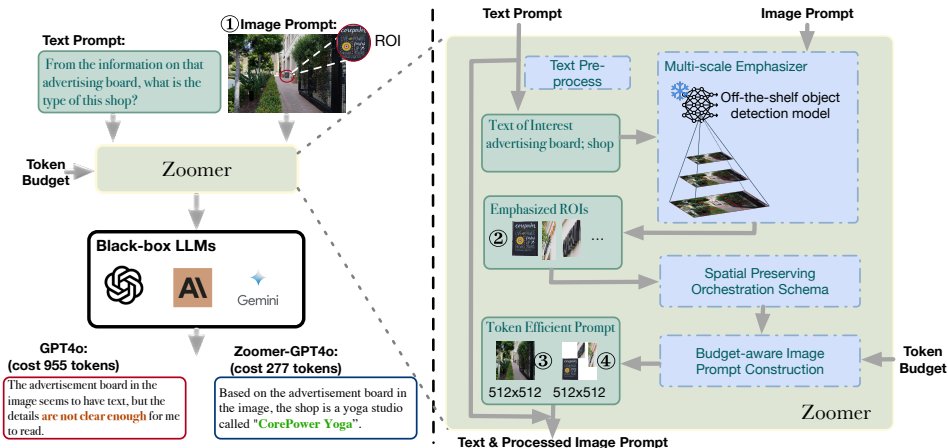 Text Prompt:
From the information on that
advertising board, what is the
type of this shop?
① Image Prompt:
ROI
Token
Budget
Zoomer
Black-box LLMs
Gemini
GPT4o:
(cost 955 tokens)
The advertisement board in the
image seems to have text, but the
details are not clear enough for me
to read.
Zoomer-GPT4o:
(cost 277 tokens)
Based on the advertisement board in
the image, the shop is a yoga studio
called "CorePower Yoga”.
Text Prompt
Image Prompt
Text Pre-
process
Multi-scale Emphasizer
Off-the-shelf object
detection model
Text of Interest
advertising board; shop
Emphasized ROIs
②
...
Spatial Preserving
Orchestration Schema
Token Efficient Prompt
③
④
512x512
512x512
Budget-aware Image
Prompt Construction
Token
Budget
Zoomer
Text & Processed Image Prompt